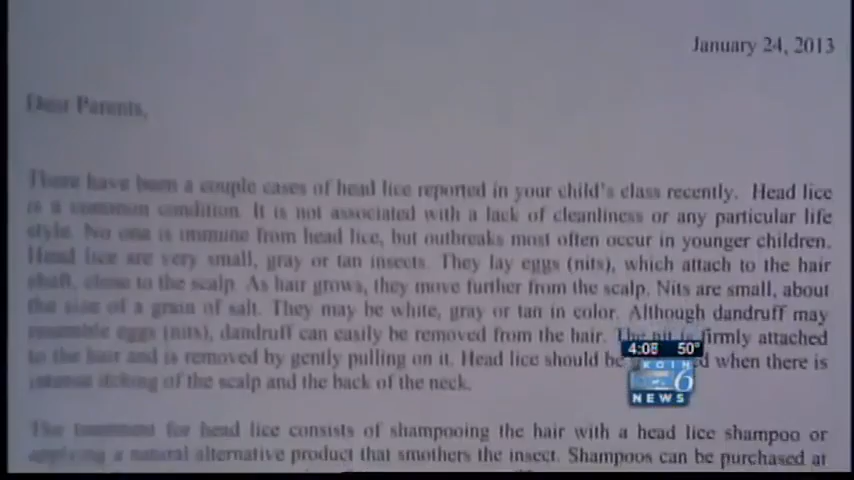 January 24, 2013
Dear Parents,
There have been a couple cases of head lice reported in your child's class recently. Head lice
is a common condition. It is not associated with a lack of cleanliness or any particular life
style. No one is immune from head lice, but outbreaks most often occur in younger children.
Head lice are very small, gray or tan insects. They lay eggs (nits), which attach to the hair
shaft, close to the scalp. As hair grows, they move further from the scalp. Nits are small, about
the size of a grain of salt. They may be white, gray or tan in color. Although dandruff may
resemble eggs (nits), dandruff can easily be removed from the hair. The nit is firmly attached
to the hair and is removed by gently pulling on it. Head lice should be when there is
intense itching of the scalp and the back of the neck.
The treatment for head lice consists of shampooing the hair with a head lice shampoo or
applying a natural alternative product that smothers the insect. Shampoos can be purchased at
4:08 50°
KOIN
6
NEWS